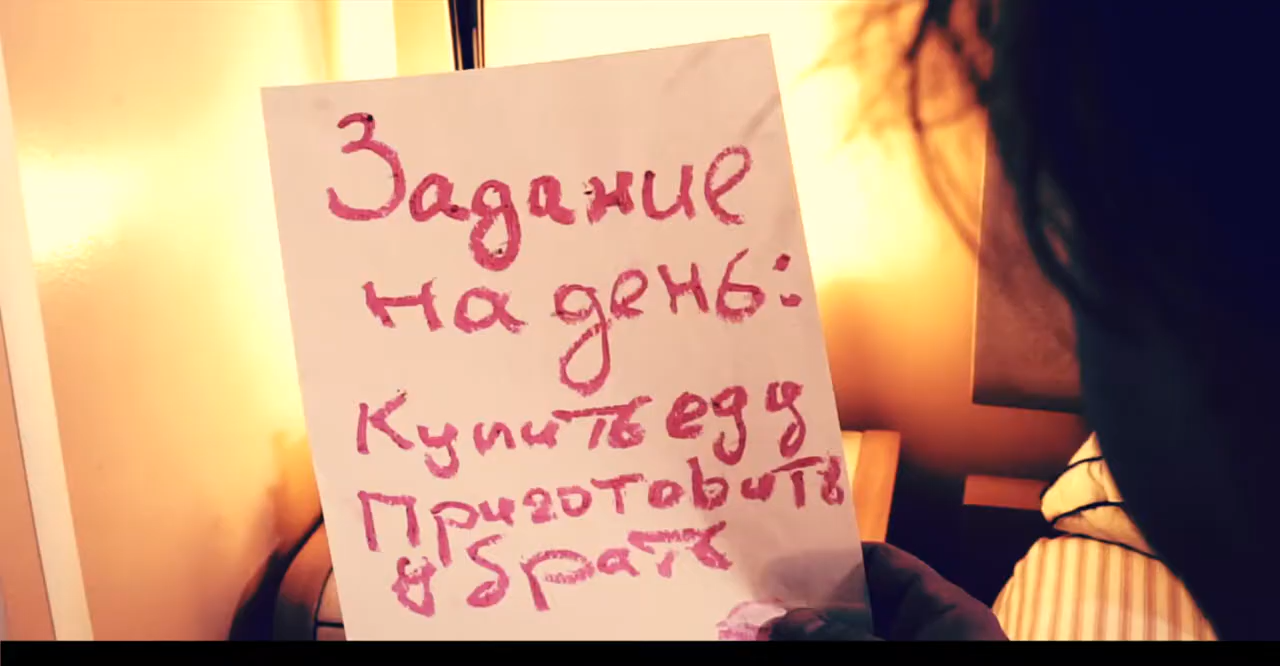 Задание
на день:
Купить еду
Приготовить
убрать